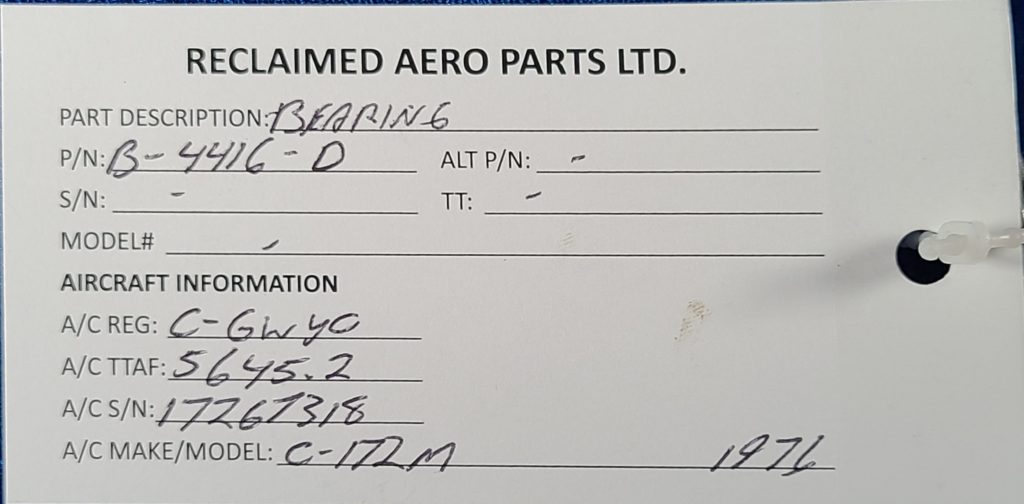 RECLAIMED AERO PARTS LTD.
PART DESCRIPTION: BEARING
P/N: B-4416-D ALT P/N: -
S/N: - TT: -
MODEL# -
AIRCRAFT INFORMATION
A/C REG: C-GWYC
A/C TTAF: 5645.2
A/C S/N: 17267318
A/C MAKE/MODEL: C-172M 1976